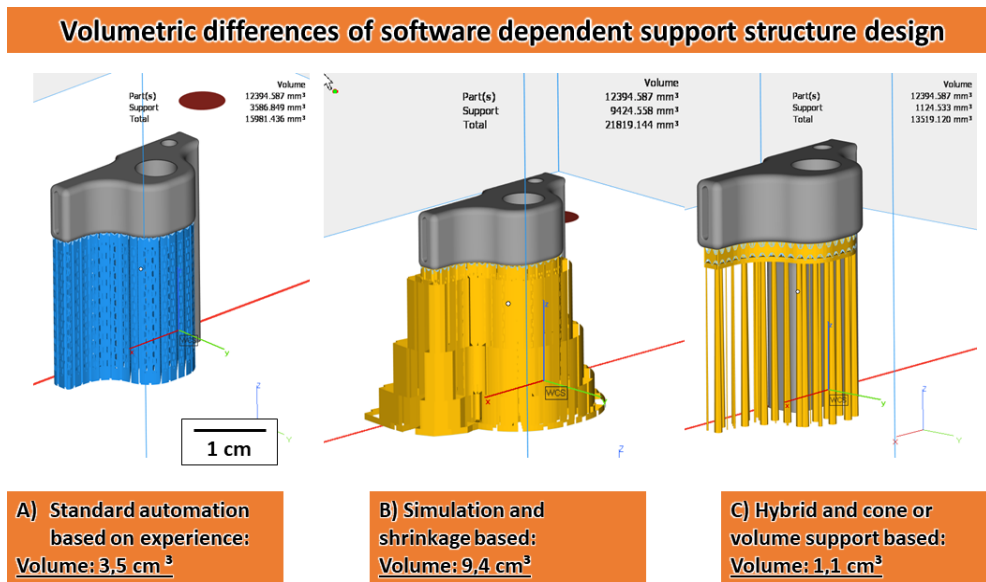 Volumetric differences of software dependent support structure design
Volume
Part(s) 12394.587 mm³
Support 3586.849 mm³
Total 15981.436 mm³
Volume
Part(s) 12394.587 mm³
Support 9424.558 mm³
Total 21819.144 mm³
Volume
Part(s) 12394.587 mm³
Support 1124.533 mm³
Total 13519.120 mm³
x
y
z
y
1 cm
z
x
WCS
z
z
x
y
WCS
z
x
y
A) Standard automation
based on experience:
Volume: 3,5 cm³
B) Simulation and
shrinkage based:
Volume: 9,4 cm³
C) Hybrid and cone or
volume support based:
Volume: 1,1 cm³